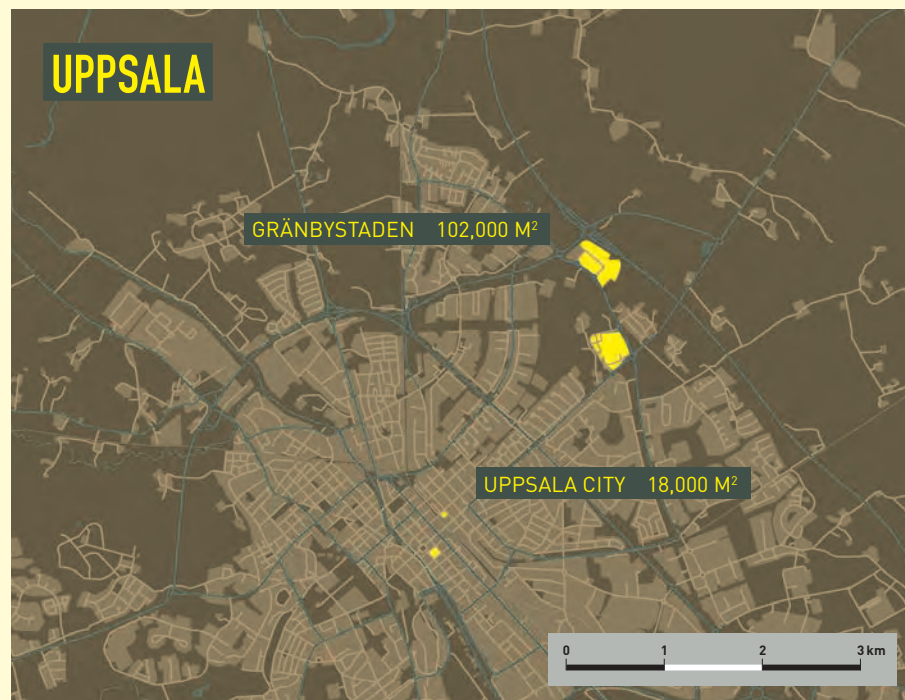 UPPSALA
GRÄNBYSTADEN 102,000 M²
UPPSALA CITY 18,000 M²
0 1 2 3 km